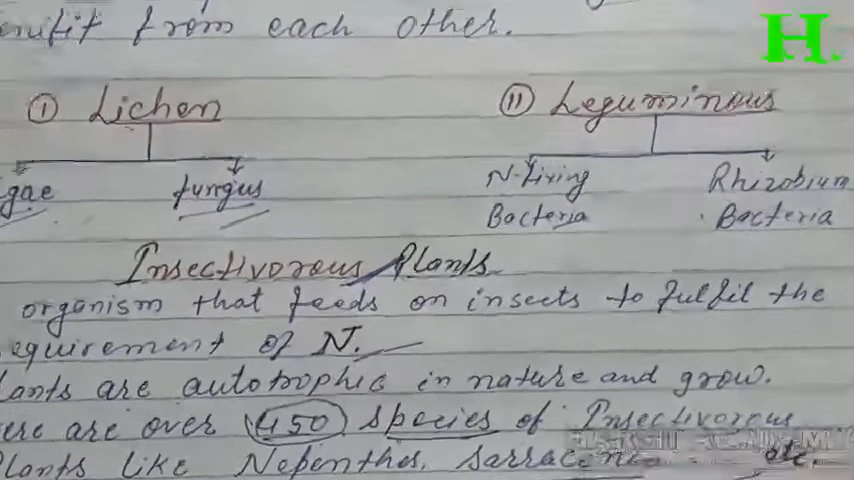 enifit from each other. H.
① Lichen ⑪ Leguminous
gae fungus N-fixing Rhizobium
Bacteria Bacteria
Insectivorous Plants
organism that feeds on insects to fulfil the
equirement of N.
lants are autotrophic in nature and grow.
ere are over 450 species of Insectivorous
Plants like Nepenthes, Sarracenia etc.